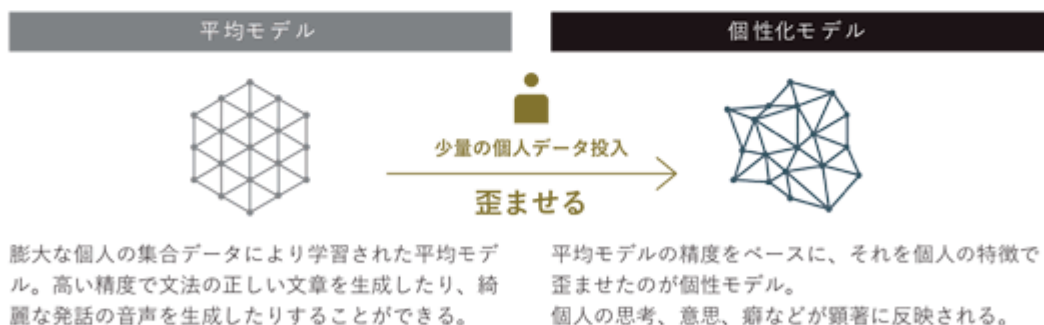 平均モデル
個性化モデル
少量の個人データ投入
歪ませる
膨大な個人の集合データにより学習された平均モデ
ル。高い精度で文法の正しい文章を生成したり、綺
麗な発話の音声を生成したりすることができる。
平均モデルの精度をベースに、それを個人の特徴で
歪ませたのが個性モデル。
個人の思考、意思、癖などが顕著に反映される。